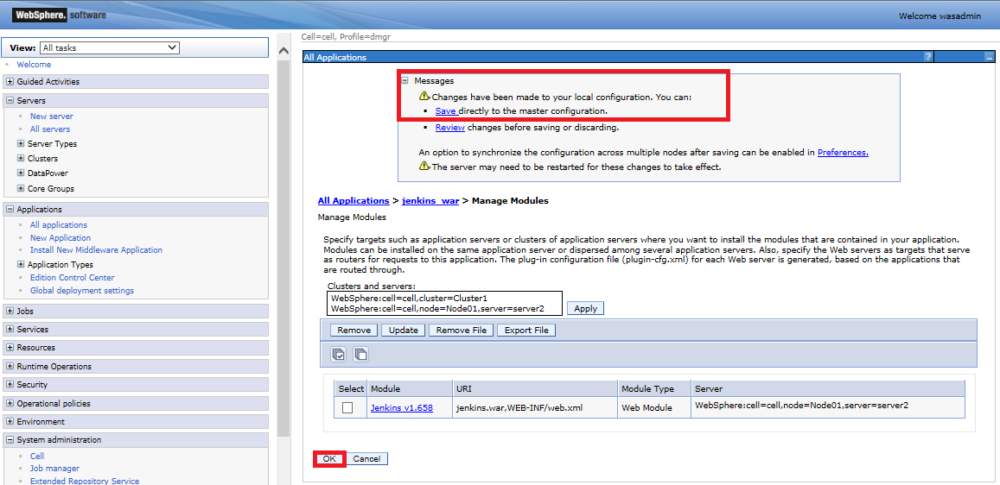 WebSphere. software
Welcome wasadmin
View: All tasks
Welcome
Guided Activities
Servers
New server
All servers
Server Types
Clusters
DataPower
Core Groups
Applications
All applications
New Application
Install New Middleware Application
Application Types
Edition Control Center
Global deployment settings
Jobs
Services
Resources
Runtime Operations
Security
Operational policies
Environment
System administration
Cell
Job manager
Extended Repository Service
Cell=cell, Profile=dmgr
All Applications
?
Messages
Changes have been made to your local configuration. You can:
Save directly to the master configuration.
Review changes before saving or discarding.
An option to synchronize the configuration across multiple nodes after saving can be enabled in Preferences.
The server may need to be restarted for these changes to take effect.
All Applications > jenkins_war > Manage Modules
Manage Modules
Specify targets such as application servers or clusters of application servers where you want to install the modules that are contained in your application.
Modules can be installed on the same application server or dispersed among several application servers. Also, specify the Web servers as targets that serve
as routers for requests to this application. The plug-in configuration file (plugin-cfg.xml) for each Web server is generated, based on the applications that
are routed through.
Clusters and servers:
WebSphere:cell=cell,cluster=Cluster1
WebSphere:cell=cell,node=Node01,server=server2
Apply
Remove Update Remove File Export File
Select Module URI Module Type Server
Jenkins v1.658 jenkins.war,WEB-INF/web.xml Web Module WebSphere:cell=cell,node=Node01,server=server2
OK Cancel